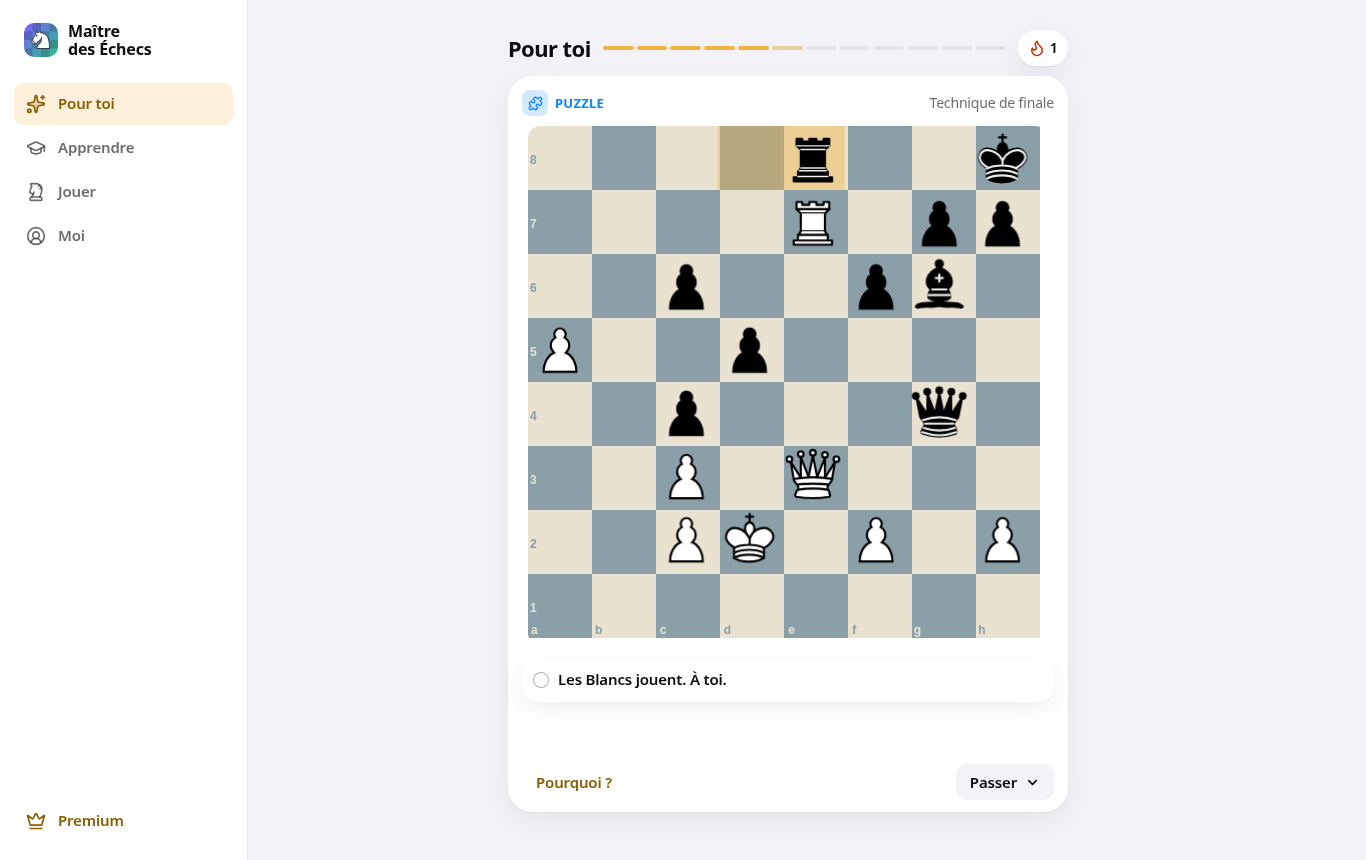 Maître
des Échecs
Pour toi
Apprendre
Jouer
Moi
Premium
Pour toi
1
PUZZLE
Technique de finale
8
7
6
5
4
3
2
1
a b c d e f g h
Les Blancs jouent. À toi.
Pourquoi ?
Passer